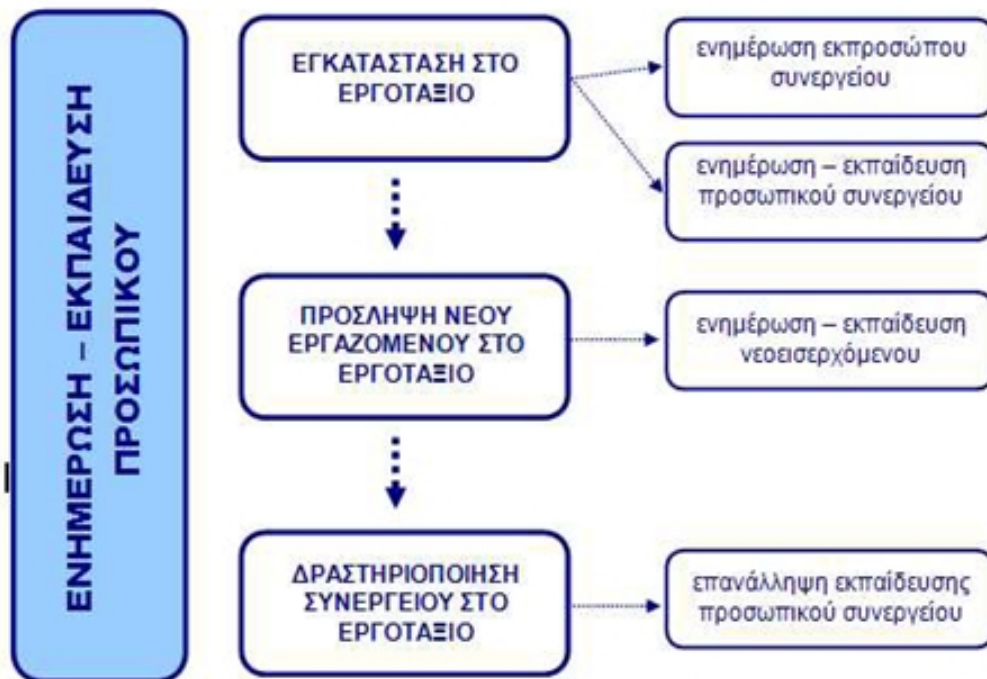 ΕΝΗΜΕΡΩΣΗ – ΕΚΠΑΙΔΕΥΣΗ
ΠΡΟΣΩΠΙΚΟΥ
ΕΓΚΑΤΑΣΤΑΣΗ ΣΤΟ
ΕΡΓΟΤΑΞΙΟ
ενημέρωση εκπροσώπου
συνεργείου
ενημέρωση – εκπαίδευση
προσωπικού συνεργείου
ΠΡΟΣΛΗΨΗ ΝΕΟΥ
ΕΡΓΑΖΟΜΕΝΟΥ ΣΤΟ
ΕΡΓΟΤΑΞΙΟ
ενημέρωση – εκπαίδευση
νεοεισερχόμενου
ΔΡΑΣΤΗΡΙΟΠΟΙΗΣΗ
ΣΥΝΕΡΓΕΙΟΥ ΣΤΟ
ΕΡΓΟΤΑΞΙΟ
επανάλληψη εκπαίδευσης
προσωπικού συνεργείου